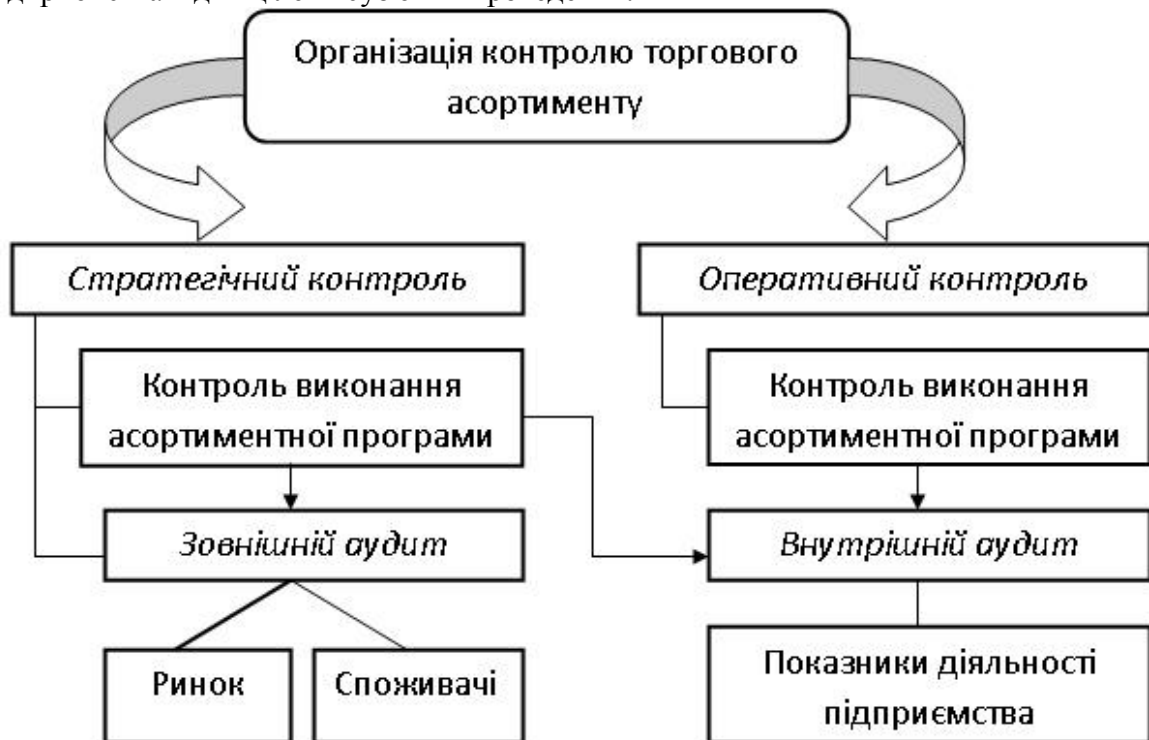 Організація контролю торгового
асортименту
Стратегічний контроль
Оперативний контроль
Контроль виконання
асортиментної програми
Контроль виконання
асортиментної програми
Зовнішній аудит
Внутрішній аудит
Ринок
Споживачі
Показники діяльності
підприємства